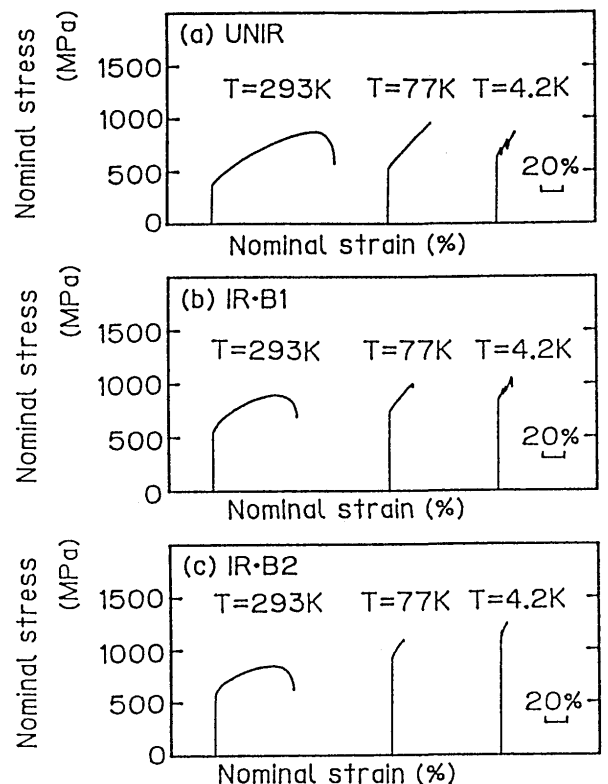 (a) UNIR
Nominal stress
(MPa)
1500
1000
500
0
T=293K T=77K T=4.2K
20%
Nominal strain (%)
(b) IR·B1
Nominal stress
(MPa)
1500
1000
500
0
T=293K T=77K T=4.2K
20%
Nominal strain (%)
(c) IR·B2
Nominal stress
(MPa)
1500
1000
500
0
T=293K T=77K T=4.2K
20%
Nominal strain (%)